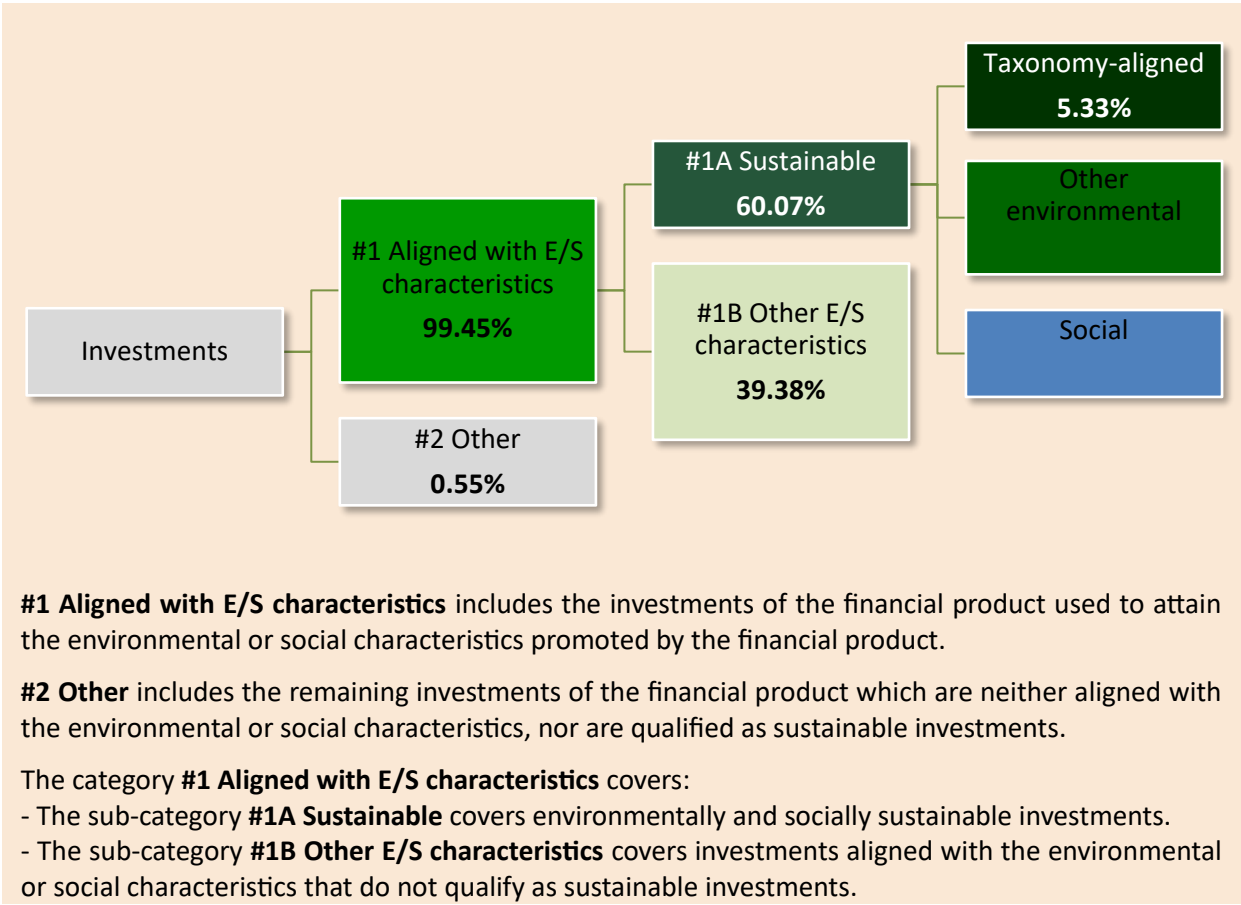 Taxonomy-aligned
5.33%
#1A Sustainable
60.07%
Other
environmental
#1 Aligned with E/S
characteristics
99.45%
#1B Other E/S
characteristics
39.38%
Social
Investments
#2 Other
0.55%
#1 Aligned with E/S characteristics includes the investments of the financial product used to attain
the environmental or social characteristics promoted by the financial product.
#2 Other includes the remaining investments of the financial product which are neither aligned with
the environmental or social characteristics, nor are qualified as sustainable investments.
The category #1 Aligned with E/S characteristics covers:
- The sub-category #1A Sustainable covers environmentally and socially sustainable investments.
- The sub-category #1B Other E/S characteristics covers investments aligned with the environmental
or social characteristics that do not qualify as sustainable investments.